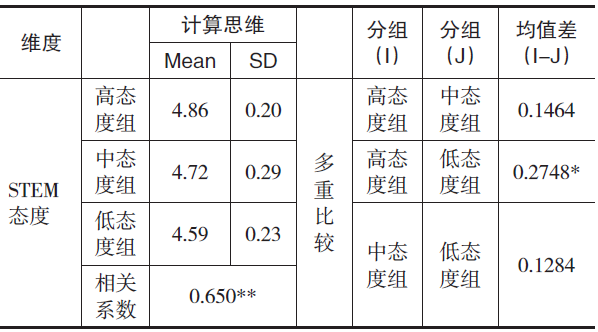 维度 计算思维 分组 分组 均值差
Mean SD (I) (J) (I–J)
高态 高态 中态
度组 4.86 0.20 度组 度组 0.1464
中态 高态 低态
度组 4.72 0.29 度组 度组 0.2748*
STEM
态度
低态
度组 4.59 0.23
多
重
比
较
中态 低态
度组 度组 0.1284
相关
系数 0.650**